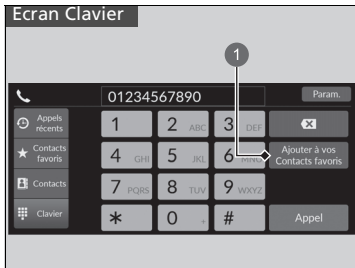 Ecran Clavier
1
01234567890
Param.
Appels
récents
1
2 ABC
3 DEF
Contacts
favoris
4 GHI
5 JKL
6 MNO
Ajouter à vos
Contacts favoris
Contacts
7 PQRS
8 TUV
9 WXYZ
Clavier
*
0 +
#
Appel